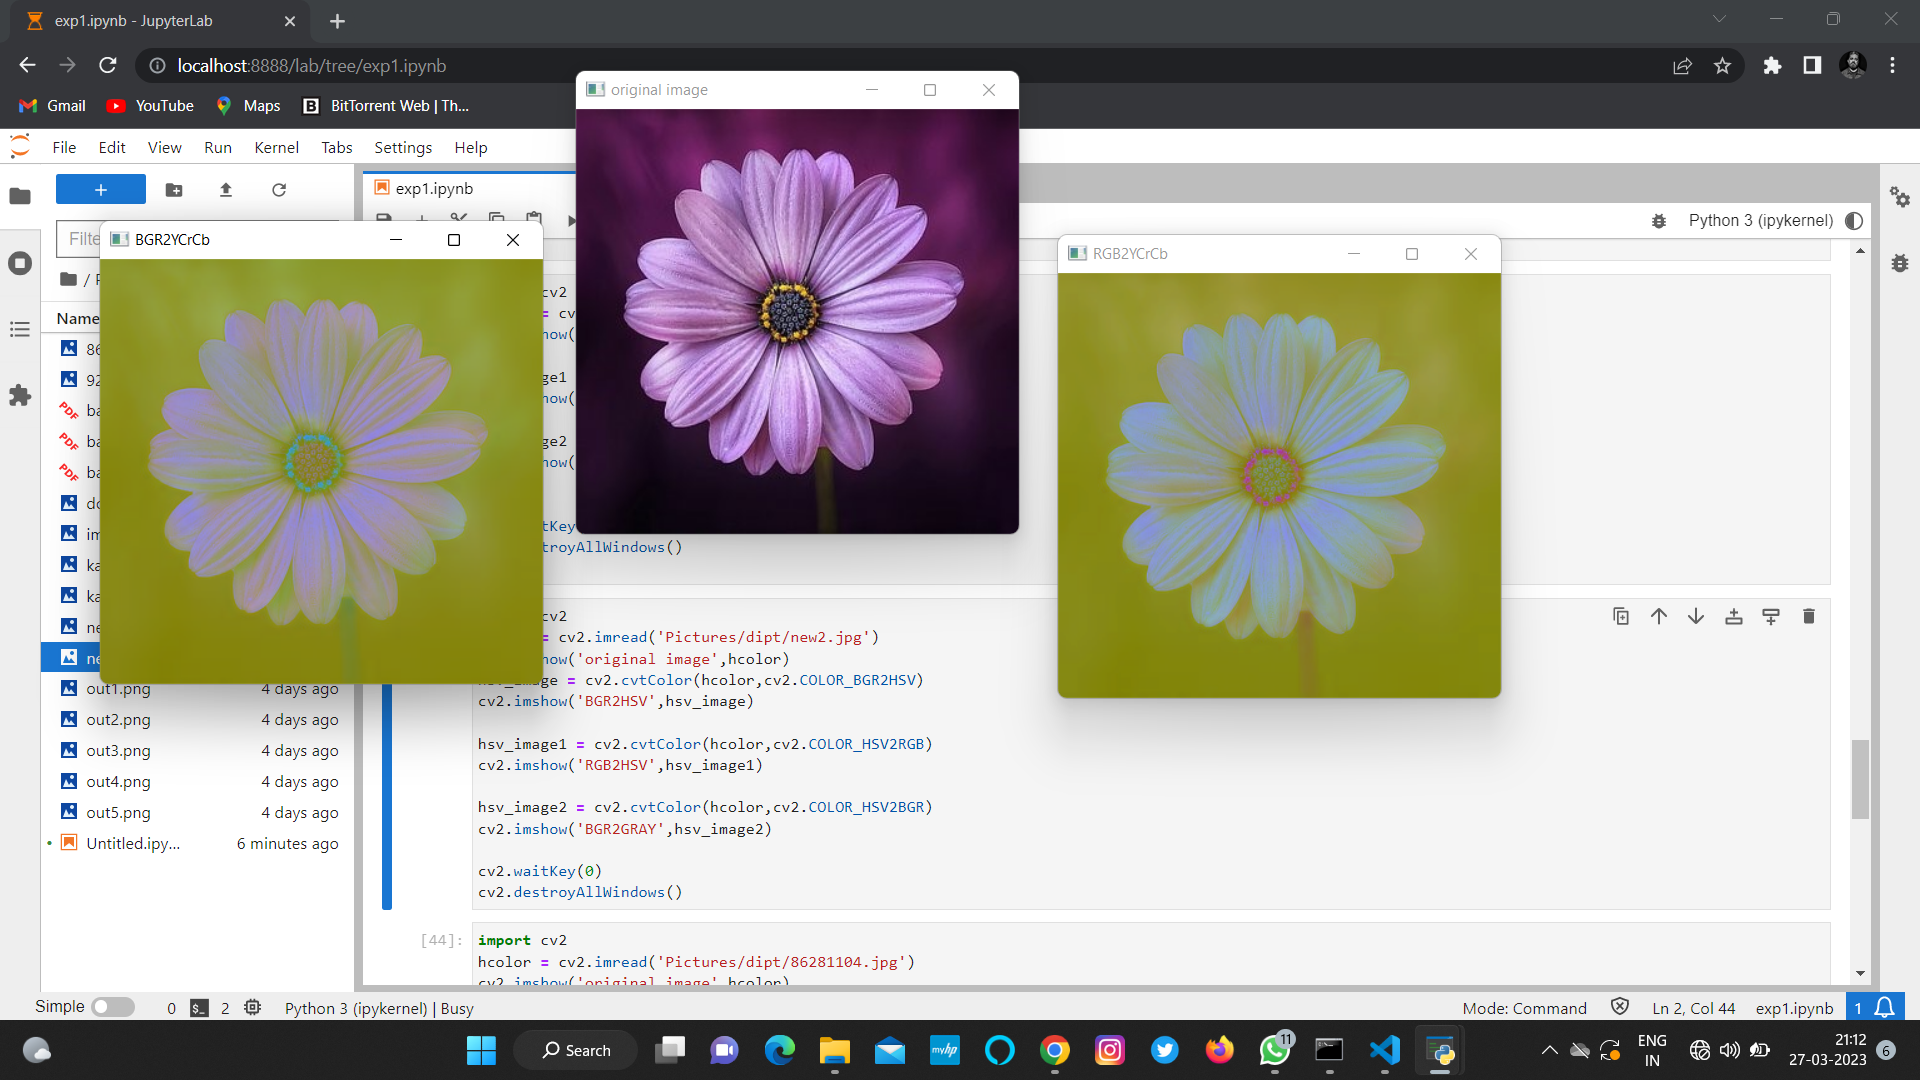 exp1.ipynb - JupyterLab
localhost:8888/lab/tree/exp1.ipynb
Gmail
YouTube
Maps
BitTorrent Web | Th...
original image
File
Edit
View
Run
Kernel
Tabs
Settings
Help
exp1.ipynb
Python 3 (ipykernel)
Filte
BGR2YCrCb
RGB2YCrCb
/
Name
86
92
PDF
ba
PDF
ba
PDF
ba
im
ka
ka
ne
ne
out1.png 4 days ago
out2.png 4 days ago
out3.png 4 days ago
out4.png 4 days ago
out5.png 4 days ago
Untitled.ipy... 6 minutes ago
cv2
= cv
how(
ge1
how(
ge2
how(
itKey
troyAllWindows()
cv2
= cv2.imread('Pictures/dipt/new2.jpg')
how('original image',hcolor)
hsv_image = cv2.cvtColor(hcolor,cv2.COLOR_BGR2HSV)
cv2.imshow('BGR2HSV',hsv_image)
hsv_image1 = cv2.cvtColor(hcolor,cv2.COLOR_HSV2RGB)
cv2.imshow('RGB2HSV',hsv_image1)
hsv_image2 = cv2.cvtColor(hcolor,cv2.COLOR_HSV2BGR)
cv2.imshow('BGR2GRAY',hsv_image2)
cv2.waitKey(0)
cv2.destroyAllWindows()
[44]:
import cv2
hcolor = cv2.imread('Pictures/dipt/86281104.jpg')
cv2.imshow('original image',hcolor)
Simple
0
$_
2
Python 3 (ipykernel) | Busy
Mode: Command
Ln 2, Col 44
exp1.ipynb
1
Search
myhp
11
ENG
IN
21:12
27-03-2023
6